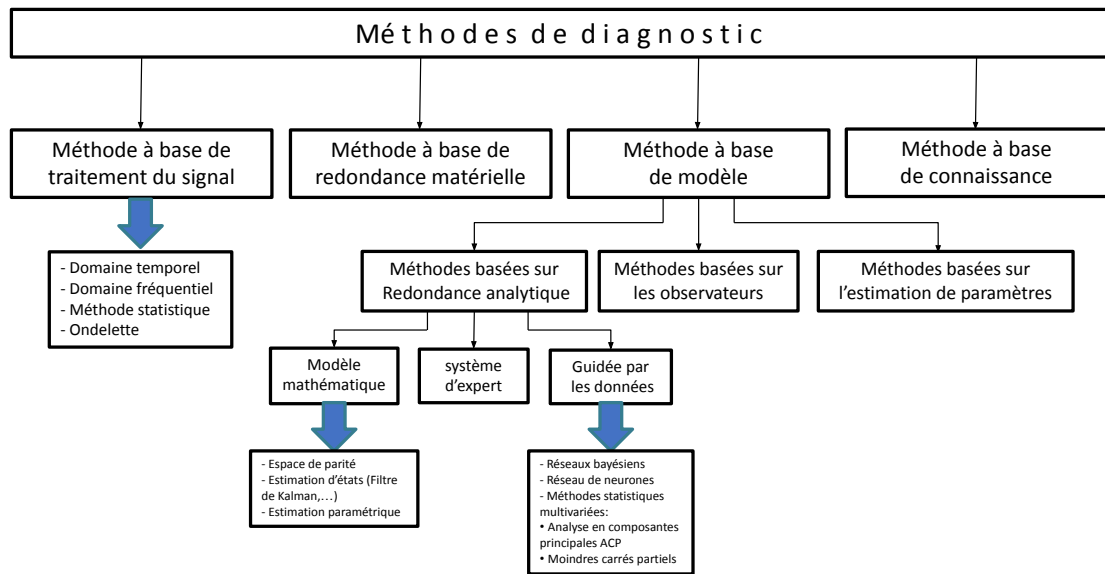 Méthodes de diagnostic
Méthode à base de
traitement du signal
Méthode à base de
redondance matérielle
Méthode à base
de modèle
Méthode à base
de connaissance
- Domaine temporel
- Domaine fréquentiel
- Méthode statistique
- Ondelette
Méthodes basées sur
Redondance analytique
Méthodes basées sur
les observateurs
Méthodes basées sur
l'estimation de paramètres
Modèle
mathématique
système
d'expert
Guidée par
les données
- Espace de parité
- Estimation d'états (Filtre
de Kalman,…)
- Estimation paramétrique
- Réseaux bayésiens
- Réseau de neurones
- Méthodes statistiques
multivariées:
• Analyse en composantes
principales ACP
• Moindres carrés partiels